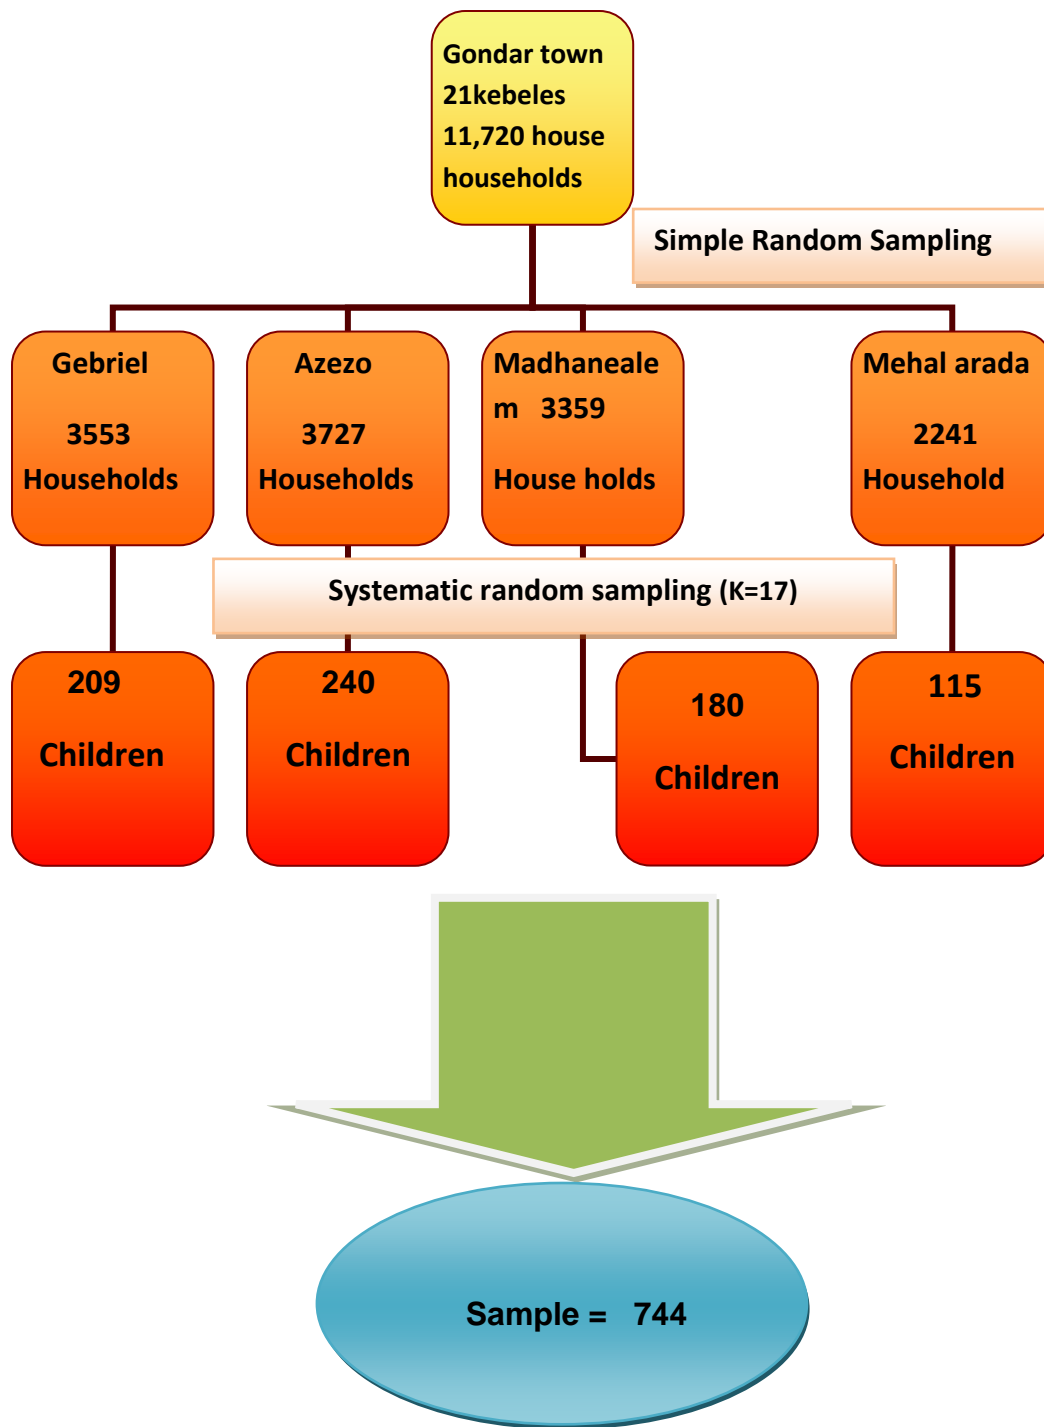 Gondar town
21kebeles
11,720 house
households
Simple Random Sampling
Gebriel
3553
Households
Azezo
3727
Households
Madhaneale
m 3359
House holds
Mehal arada
2241
Household
Systematic random sampling (K=17)
209
Children
240
Children
180
Children
115
Children
Sample = 744